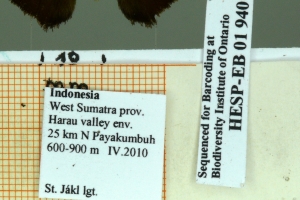 10
Indonesia
West Sumatra prov.
Harau valley env.
25 km N Payakumbuh
600-900 m IV.2010
St. Jákl lgt.
Sequenced for Barcoding at
Biodiversity Institute of Ontario
HESP-EB 01 940